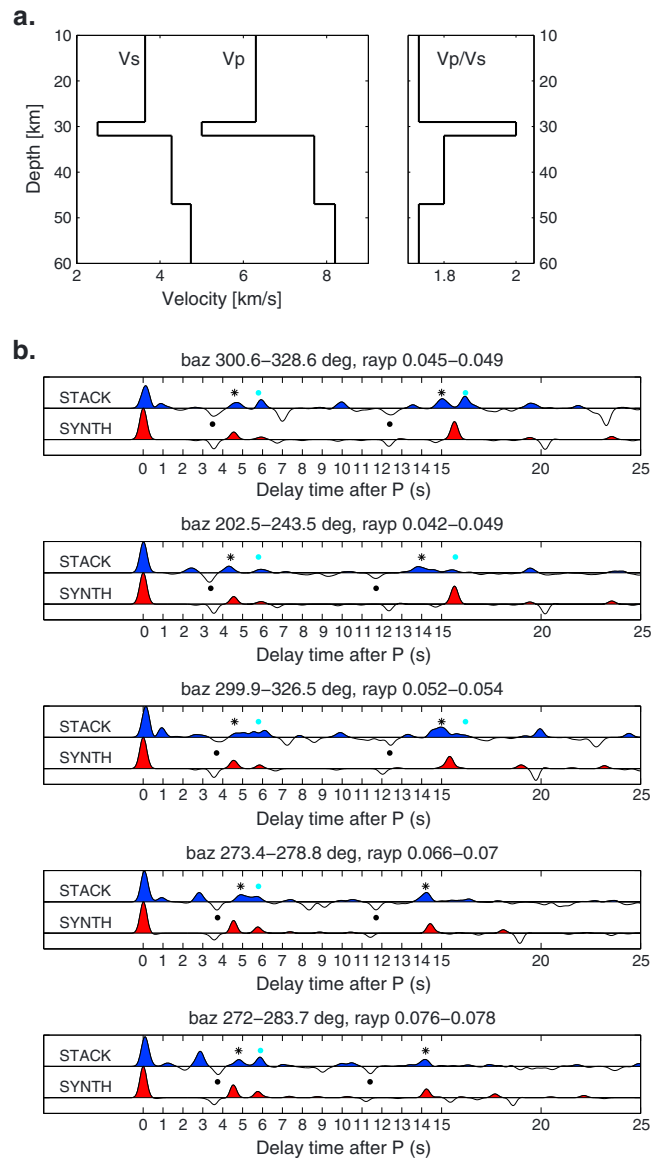 a.
Vs Vp Vp/Vs
10 10
20 20
30 30
40 40
50 50
60 60
Depth [km]
2 4 6 8 1.8 2
Velocity [km/s]
b.
baz 300.6–328.6 deg, rayp 0.045–0.049
STACK
SYNTH
0 1 2 3 4 5 6 7 8 9 10 11 12 13 14 15 20 25
Delay time after P (s)
baz 202.5–243.5 deg, rayp 0.042–0.049
STACK
SYNTH
0 1 2 3 4 5 6 7 8 9 10 11 12 13 14 15 20 25
Delay time after P (s)
baz 299.9–326.5 deg, rayp 0.052–0.054
STACK
SYNTH
0 1 2 3 4 5 6 7 8 9 10 11 12 13 14 15 20 25
Delay time after P (s)
baz 273.4–278.8 deg, rayp 0.066–0.07
STACK
SYNTH
0 1 2 3 4 5 6 7 8 9 10 11 12 13 14 15 20 25
Delay time after P (s)
baz 272–283.7 deg, rayp 0.076–0.078
STACK
SYNTH
0 1 2 3 4 5 6 7 8 9 10 11 12 13 14 15 20 25
Delay time after P (s)